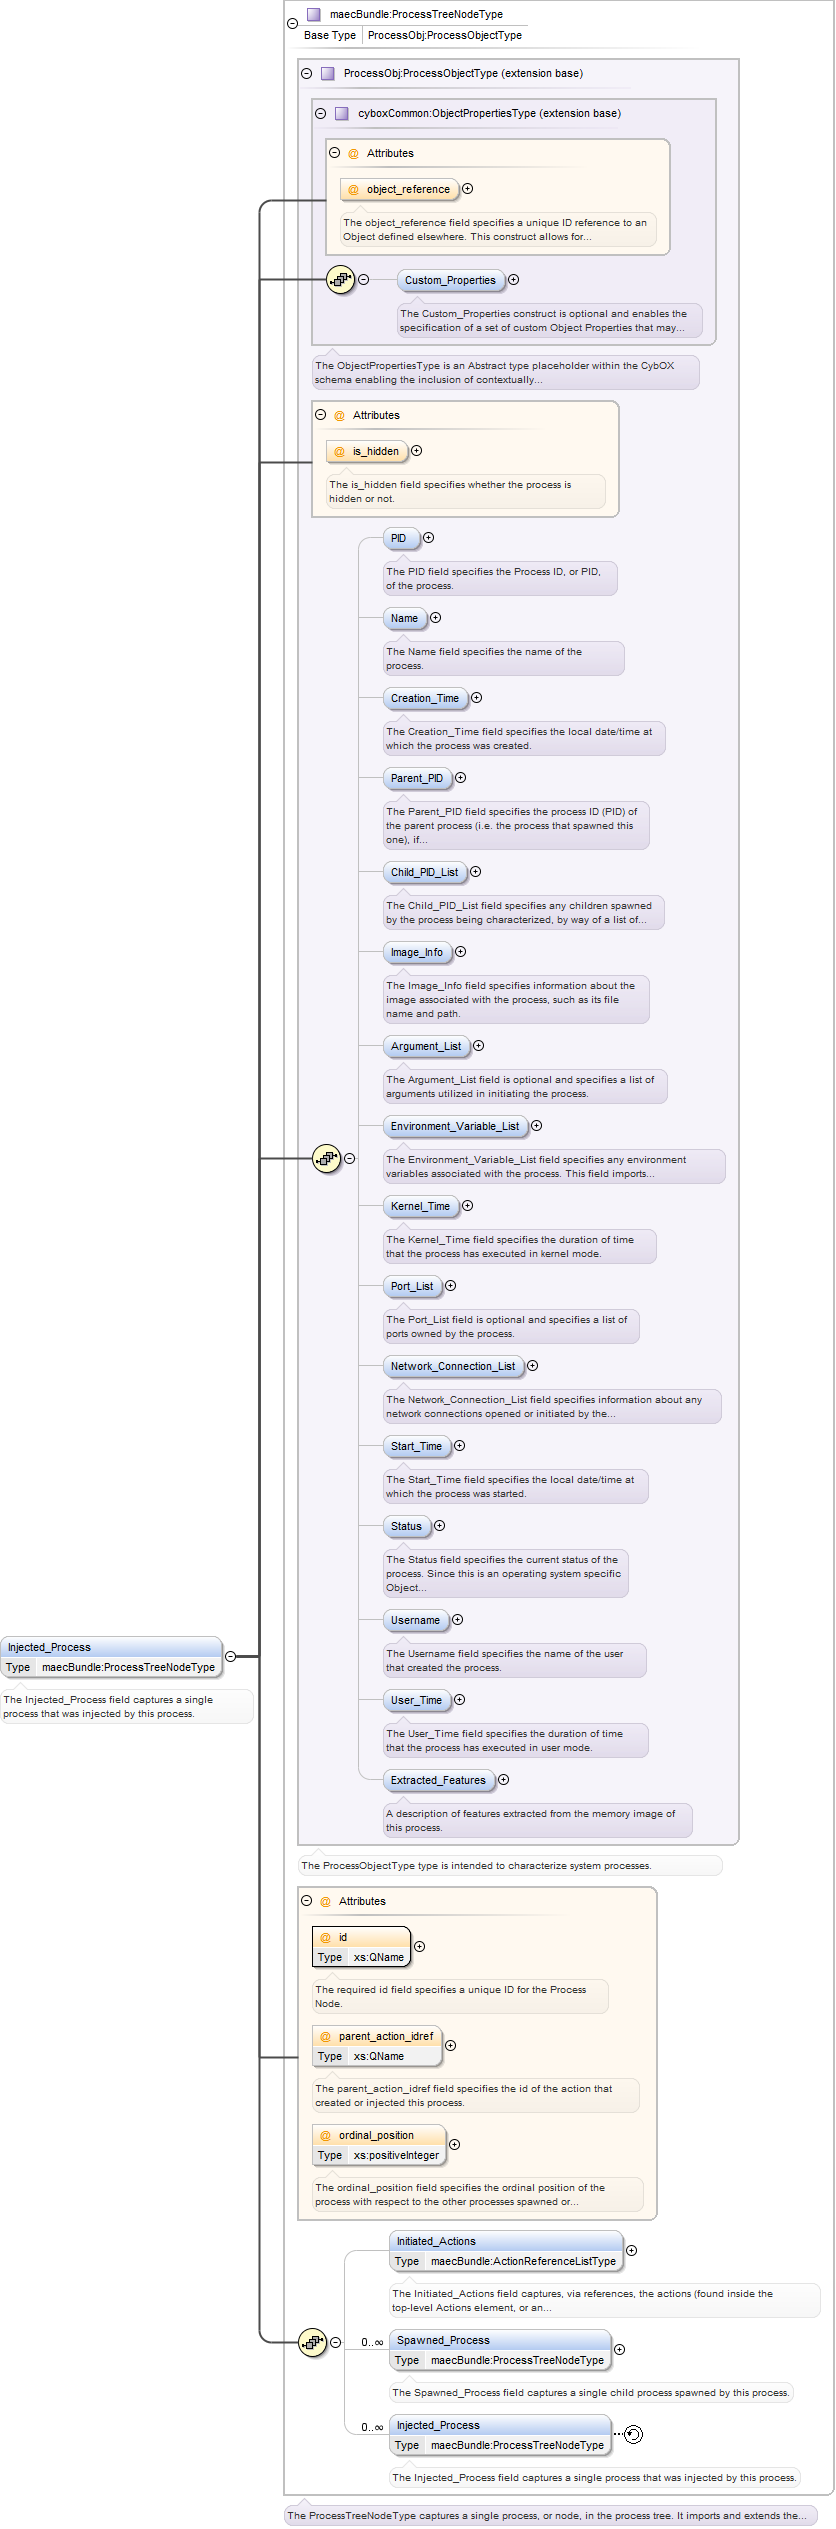 maecBundle:ProcessTreeNodeType
Base Type ProcessObj:ProcessObjectType
ProcessObj:ProcessObjectType (extension base)
cyboxCommon:ObjectPropertiesType (extension base)
@ Attributes
@ object_reference
The object_reference field specifies a unique ID reference to an
Object defined elsewhere. This construct allows for...
Custom_Properties
The Custom_Properties construct is optional and enables the
specification of a set of custom Object Properties that may...
The ObjectPropertiesType is an Abstract type placeholder within the CybOX
schema enabling the inclusion of contextually...
@ Attributes
@ is_hidden
The is_hidden field specifies whether the process is
hidden or not.
PID
The PID field specifies the Process ID, or PID,
of the process.
Name
The Name field specifies the name of the
process.
Creation_Time
The Creation_Time field specifies the local date/time at
which the process was created.
Parent_PID
The Parent_PID field specifies the process ID (PID) of
the parent process (i.e. the process that spawned this
one), if...
Child_PID_List
The Child_PID_List field specifies any children spawned
by the process being characterized, by way of a list of...
Image_Info
The Image_Info field specifies information about the
image associated with the process, such as its file
name and path.
Argument_List
The Argument_List field is optional and specifies a list of
arguments utilized in initiating the process.
Environment_Variable_List
The Environment_Variable_List field specifies any environment
variables associated with the process. This field imports...
Kernel_Time
The Kernel_Time field specifies the duration of time
that the process has executed in kernel mode.
Port_List
The Port_List field is optional and specifies a list of
ports owned by the process.
Network_Connection_List
The Network_Connection_List field specifies information about any
network connections opened or initiated by the...
Start_Time
The Start_Time field specifies the local date/time at
which the process was started.
Status
The Status field specifies the current status of the
process. Since this is an operating system specific
Object...
Username
The Username field specifies the name of the user
that created the process.
Injected_Process
Type maecBundle:ProcessTreeNodeType
The Injected_Process field captures a single
process that was injected by this process.
User_Time
The User_Time field specifies the duration of time
that the process has executed in user mode.
Extracted_Features
A description of features extracted from the memory image of
this process.
The ProcessObjectType type is intended to characterize system processes.
@ Attributes
@ id
Type xs:QName
The required id field specifies a unique ID for the Process
Node.
@ parent_action_idref
Type xs:QName
The parent_action_idref field specifies the id of the action that
created or injected this process.
@ ordinal_position
Type xs:positiveInteger
The ordinal_position field specifies the ordinal position of the
process with respect to the other processes spawned or...
Initiated_Actions
Type maecBundle:ActionReferenceListType
The Initiated_Actions field captures, via references, the actions (found inside the
top-level Actions element, or an...
0..∞ Spawned_Process
Type maecBundle:ProcessTreeNodeType
The Spawned_Process field captures a single child process spawned by this process.
0..∞ Injected_Process
Type maecBundle:ProcessTreeNodeType
The Injected_Process field captures a single process that was injected by this process.
The ProcessTreeNodeType captures a single process, or node, in the process tree. It imports and extends the...